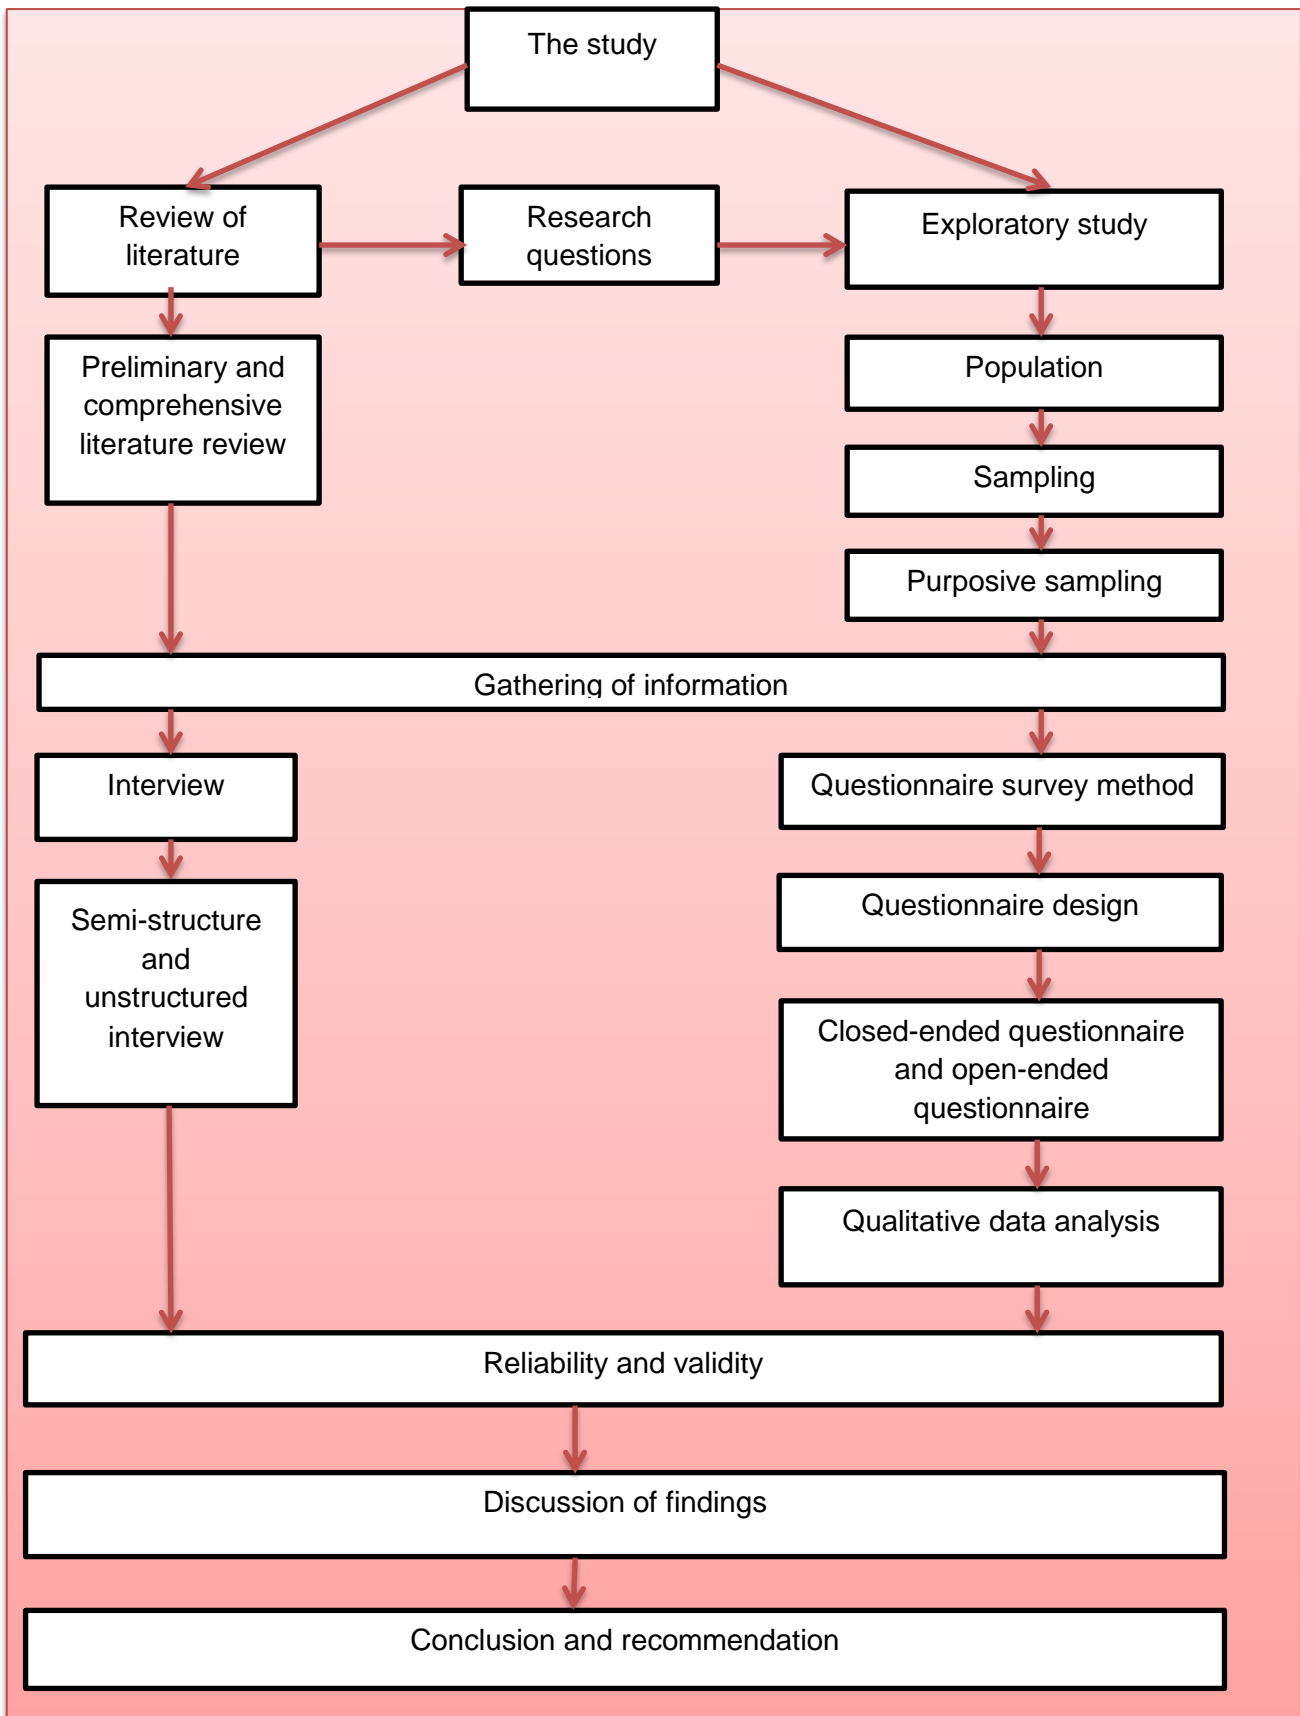 The study
Review of
literature
Research
questions
Exploratory study
Preliminary and
comprehensive
literature review
Population
Sampling
Purposive sampling
Gathering of information
Interview
Questionnaire survey method
Semi-structure
and
unstructured
interview
Questionnaire design
Closed-ended questionnaire
and open-ended
questionnaire
Qualitative data analysis
Reliability and validity
Discussion of findings
Conclusion and recommendation